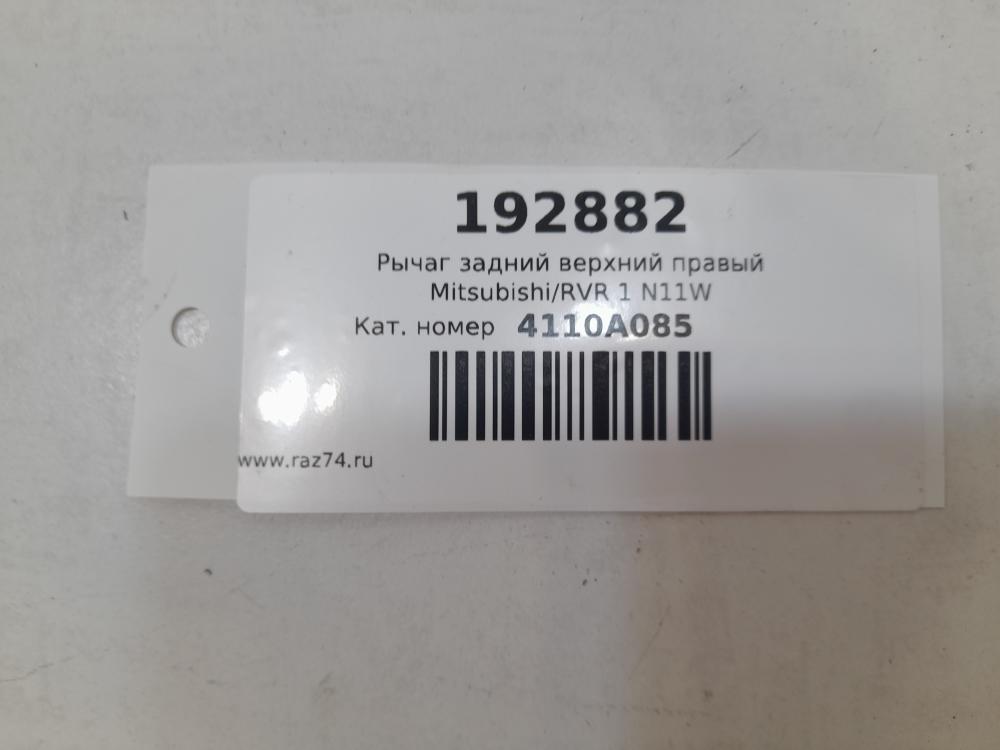 192882
Рычаг задний верхний правый
Mitsubishi/RVR 1 N11W
Кат. номер 4110A085
www.raz74.ru